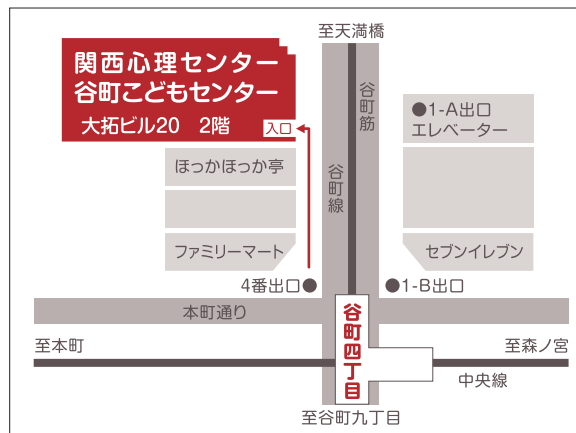 至天満橋
関西心理センター
谷町こどもセンター
大拓ビル20 2階
入口
谷町筋
谷町線
●1-A出口
エレベーター
ほっかほっか亭
ファミリーマート
セブンイレブン
4番出口●
●1-B出口
本町通り
谷町四丁目
至本町
至森ノ宮
中央線
至谷町九丁目